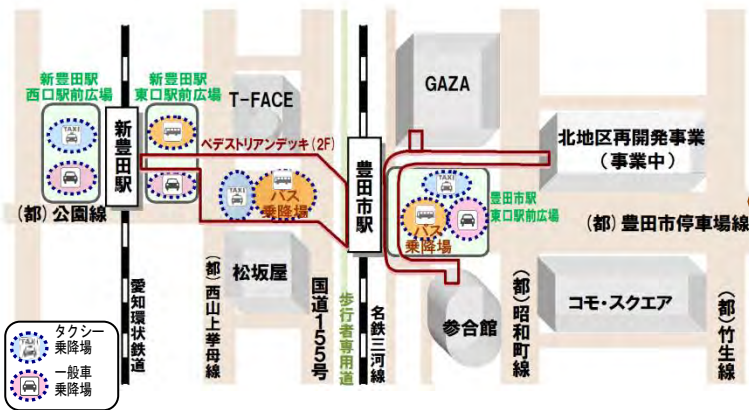 新豊田駅
西口駅前広場
新豊田駅
東口駅前広場
T-FACE
GAZA
TAXI
新豊田駅
ペデストリアンデッキ(2F)
豊田市駅
北地区再開発事業
(事業中)
TAXI
バス
乗降場
TAXI
バス
乗降場
豊田市駅
東口駅前広場
(都)公園線
(都)豊田市停車場線
松坂屋
参合館
コモ・スクエア
愛知環状鉄道
(都)西山上挙母線
国道155号
歩行者専用道
名鉄三河線
(都)昭和町線
(都)竹生線
TAXI
タクシー
乗降場
一般車
乗降場